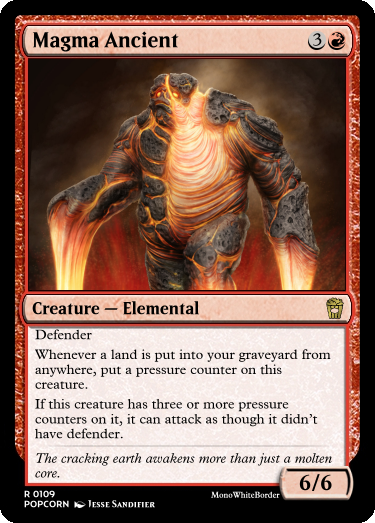 Magma Ancient 3
Creature — Elemental
Defender
Whenever a land is put into your graveyard from
anywhere, put a pressure counter on this
creature.
If this creature has three or more pressure
counters on it, it can attack as though it didn't
have defender.
The cracking earth awakens more than just a molten
core.
6/6
R 0109 MonoWhiteBorder
POPCORN Jesse Sandifier